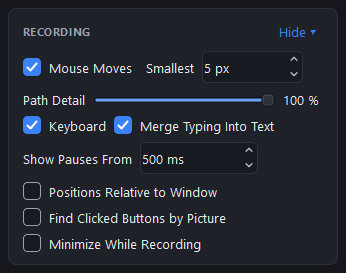 RECORDING Hide
Mouse Moves Smallest 5 px
Path Detail 100 %
Keyboard Merge Typing Into Text
Show Pauses From 500 ms
Positions Relative to Window
Find Clicked Buttons by Picture
Minimize While Recording